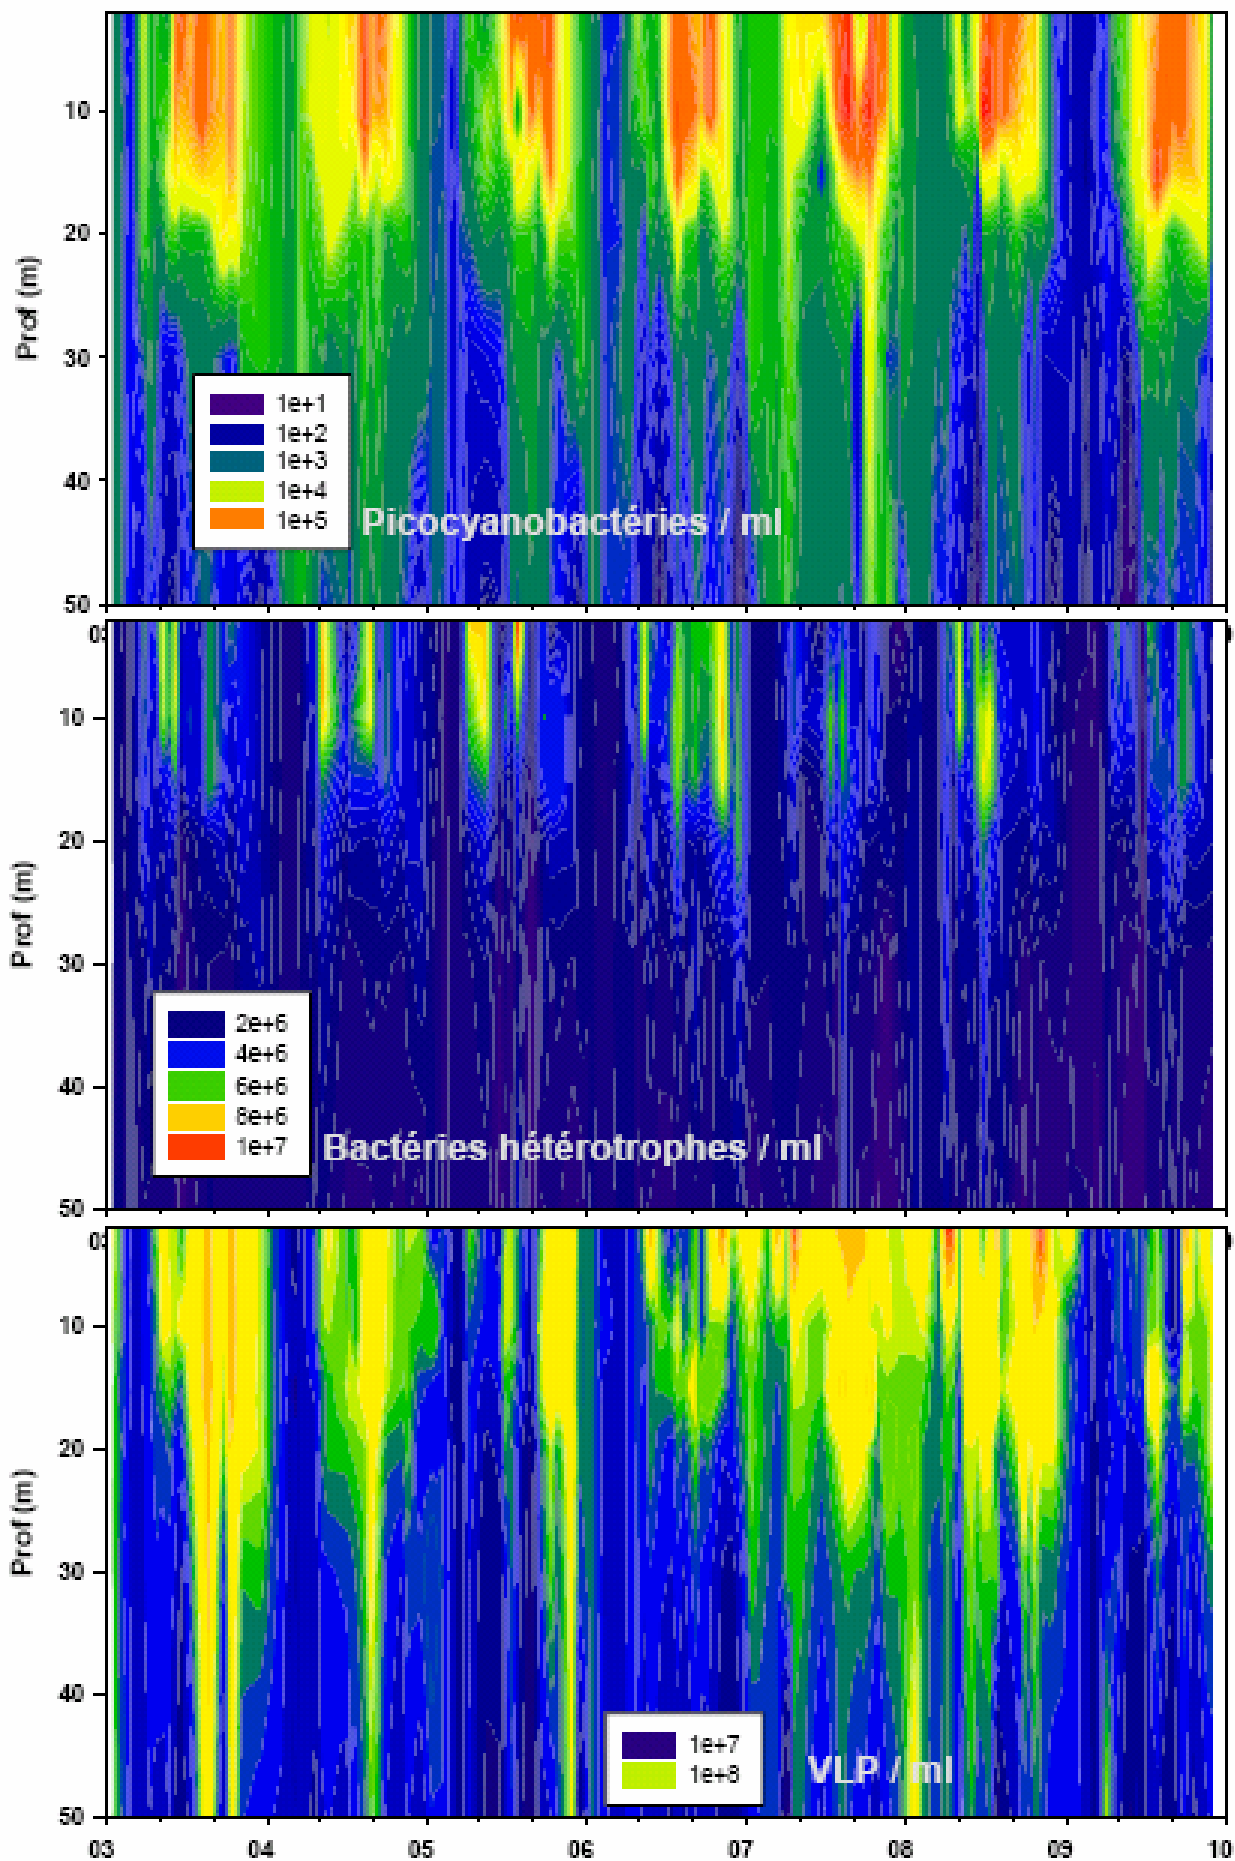 10
20
Prof (m)
30
1e+1
1e+2
1e+3
1e+4
1e+5
40
Picocyanobactéries / ml
50
10
20
Prof (m)
30
2e+6
4e+6
6e+6
8e+6
1e+7
40
Bactéries hétérotrophes / ml
50
10
20
Prof (m)
30
40
1e+7
1e+8
VLP / ml
50
03 04 05 06 07 08 09 10